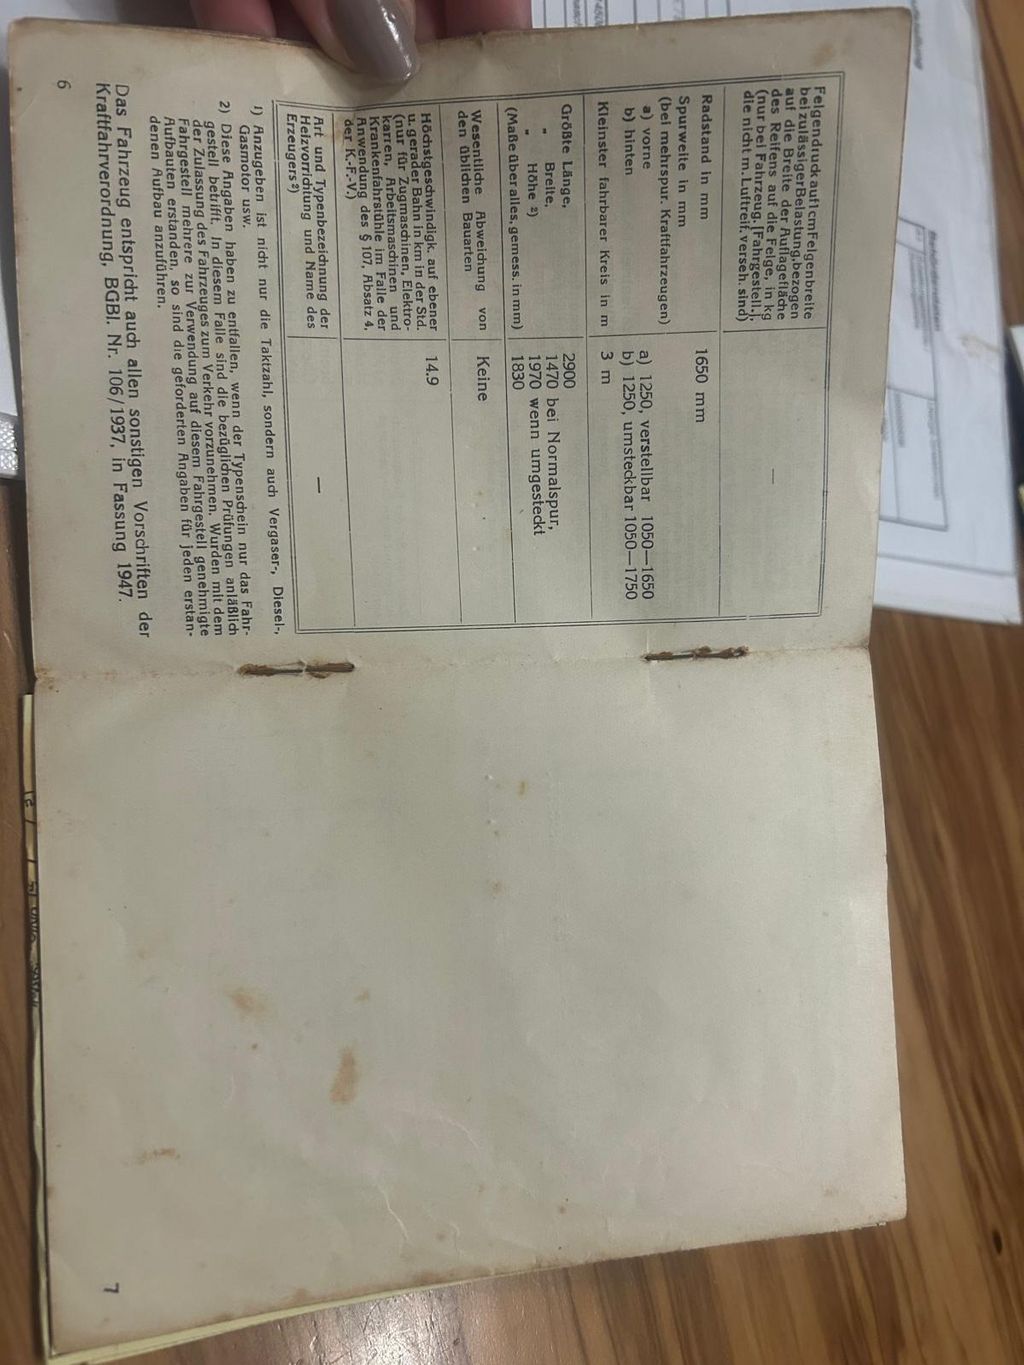 Felgendruck auf 1 cm Felgenbreite
bei zulässiger Belastung, bezogen
auf die Breite der Auflagefläche
des Reifens auf die Felge, in kg
(nur bei Fahrzeug. [Fahrgestell.],
die nicht m. Luftreif. verseh. sind)
—
Radstand in mm
1650 mm
Spurweite in mm
(bei mehrspur. Kraftfahrzeugen)
a) vorne
a) 1250, verstellbar 1050—1650
b) hinten
b) 1250, umsteckbar 1050—1750
Kleinster fahrbarer Kreis in m
3 m
Größte Länge,
2900
„ Breite,
1470 bei Normalspur,
1970 wenn umgesteckt
„ Höhe ²)
1830
(Maße über alles, gemess. in mm)
Wesentliche Abweichung von
den üblichen Bauarten
Keine
Höchstgeschwindigk. auf ebener
u. gerader Bahn in km in der Std.
(nur für Zugmaschinen, Elektro-
karren, Arbeitsmaschinen und
Krankenfahrstühle im Falle der
Anwendung des § 107, Absatz 4,
der K.-F.-V.)
14.9
Art und Typenbezeichnung der
Heizvorrichtung und Name des
Erzeugers ²)
—
¹) Anzugeben ist nicht nur die Taktzahl, sondern auch Vergaser-, Diesel-,
Gasmotor usw.
²) Diese Angaben haben zu entfallen, wenn der Typenschein nur das Fahr-
gestell betrifft. In diesem Falle sind die bezüglichen Prüfungen anläßlich
der Zulassung des Fahrzeuges zum Verkehr vorzunehmen. Wurden mit dem
Fahrgestell mehrere zur Verwendung auf diesem Fahrgestell genehmigte
Aufbauten erstanden, so sind die geforderten Angaben für jeden erstan-
denen Aufbau anzuführen.
Das Fahrzeug entspricht auch allen sonstigen Vorschriften der
Kraftfahrverordnung, BGBl. Nr. 106/1937, in Fassung 1947.
6
7